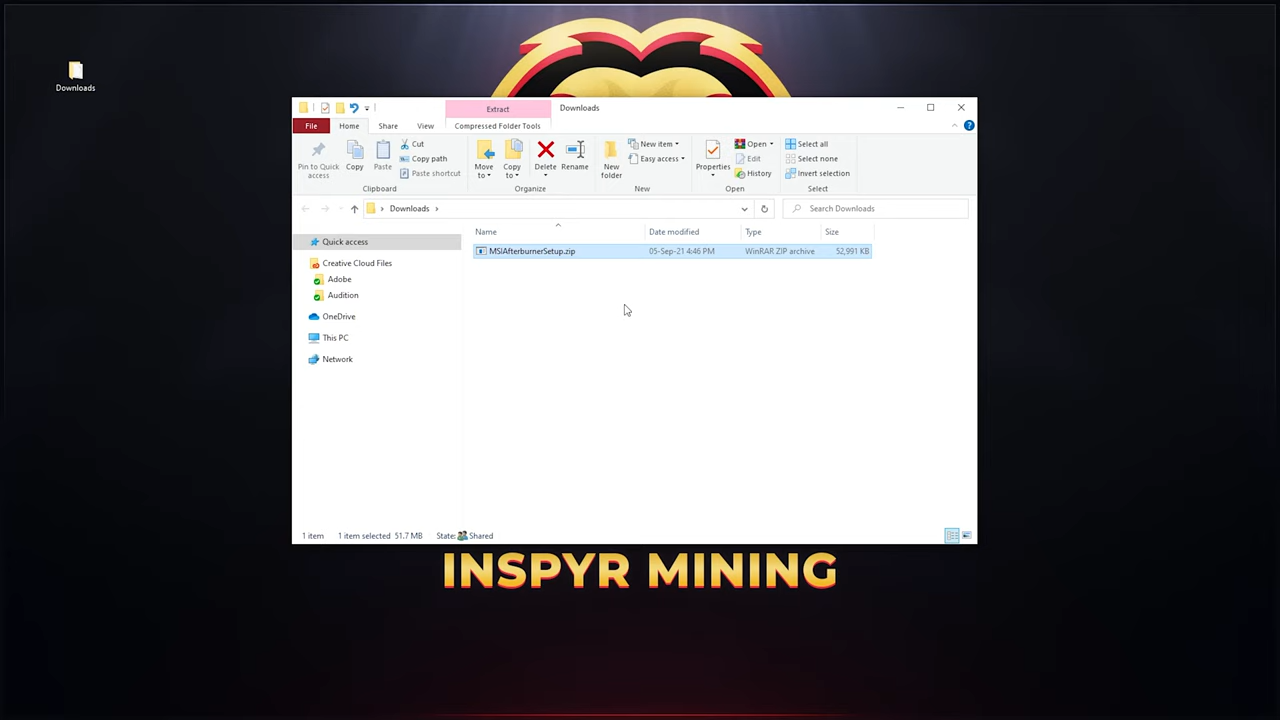 Downloads
Extract
Downloads
File
Home
Share
View
Compressed Folder Tools
Pin to Quick access
Copy
Paste
Cut
Copy path
Paste shortcut
Clipboard
Move to
Copy to
Delete
Rename
Organize
New folder
New item
Easy access
New
Properties
Open
Edit
History
Open
Select all
Select none
Invert selection
Select
Downloads
Search Downloads
Name
Date modified
Type
Size
MSIAfterburnerSetup.zip
05-Sep-21 4:46 PM
WinRAR ZIP archive
52,991 KB
Quick access
Creative Cloud Files
Adobe
Audition
OneDrive
This PC
Network
1 item
1 item selected 51.7 MB
State: Shared
INSPYR MINING